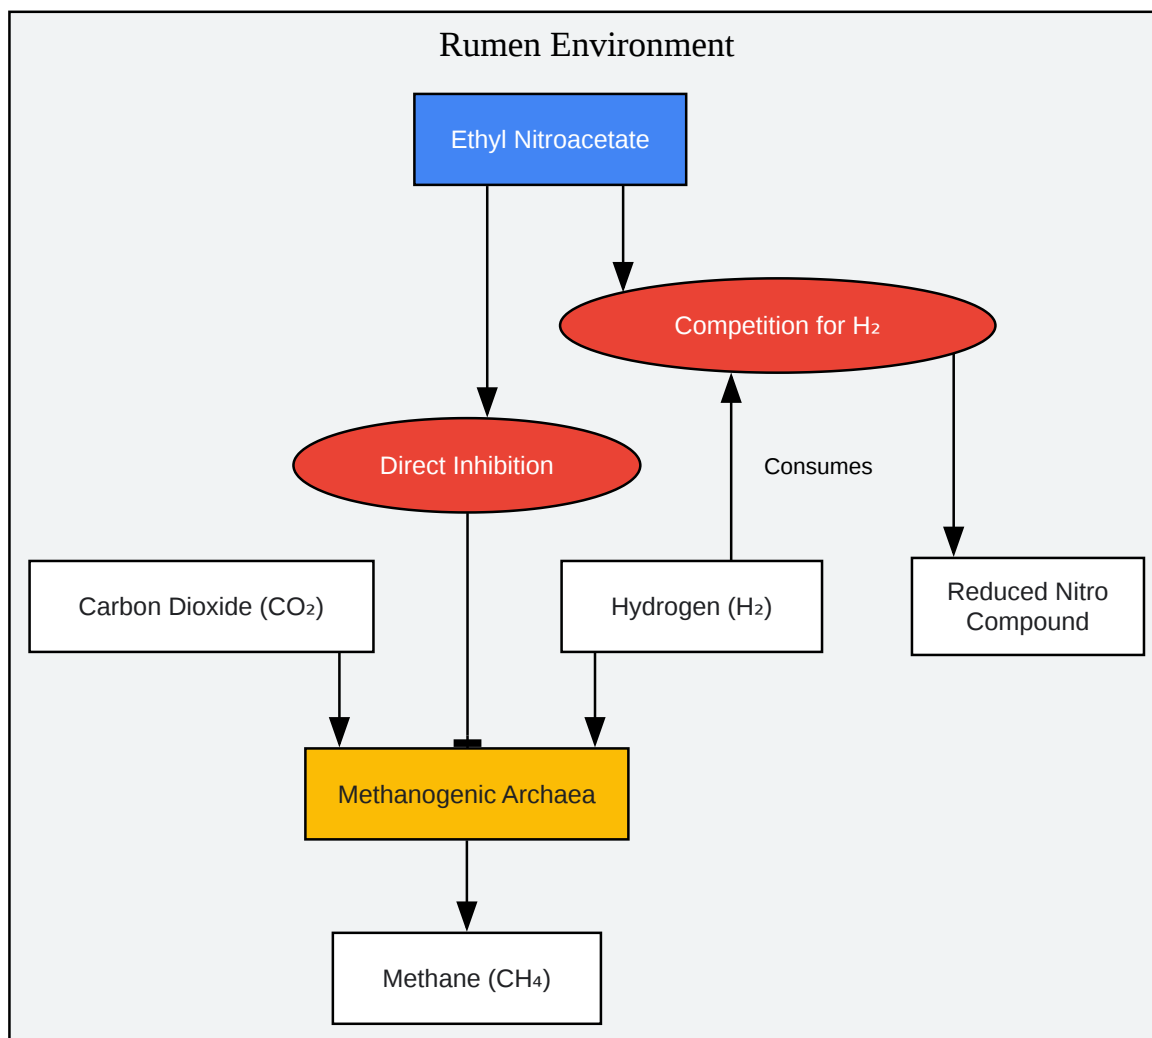 Rumen Environment
Ethyl Nitroacetate
Competition for H₂
Direct Inhibition
Consumes
Carbon Dioxide (CO₂)
Hydrogen (H₂)
Reduced Nitro
Compound
Methanogenic Archaea
Methane (CH₄)